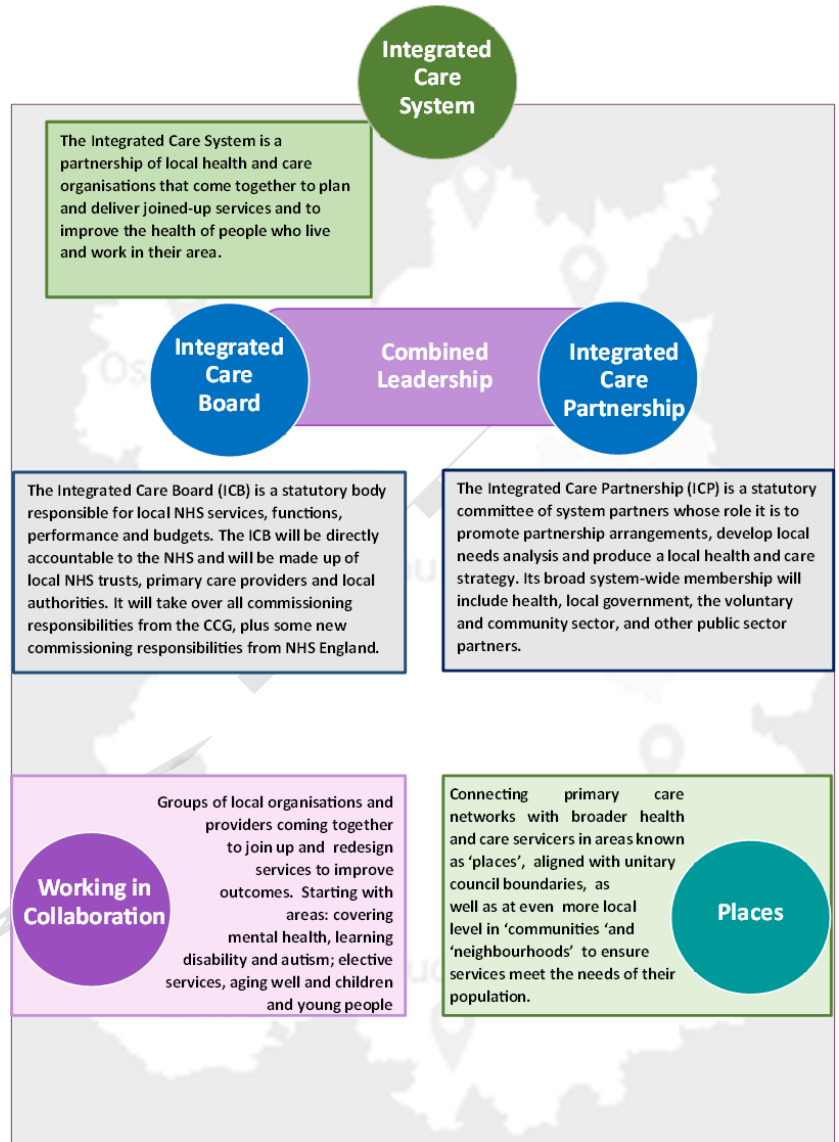 Integrated
Care
System
The Integrated Care System is a
partnership of local health and care
organisations that come together to plan
and deliver joined-up services and to
improve the health of people who live
and work in their area.
Integrated
Care
Board
Combined
Leadership
Integrated
Care
Partnership
The Integrated Care Board (ICB) is a statutory body
responsible for local NHS services, functions,
performance and budgets. The ICB will be directly
accountable to the NHS and will be made up of
local NHS trusts, primary care providers and local
authorities. It will take over all commissioning
responsibilities from the CCG, plus some new
commissioning responsibilities from NHS England.
The Integrated Care Partnership (ICP) is a statutory
committee of system partners whose role it is to
promote partnership arrangements, develop local
needs analysis and produce a local health and care
strategy. Its broad system-wide membership will
include health, local government, the voluntary
and community sector, and other public sector
partners.
Groups of local organisations and
providers coming together
to join up and redesign
services to improve
outcomes. Starting with
areas: covering
mental health, learning
disability and autism; elective
services, aging well and children
and young people
Working in
Collaboration
Connecting primary care
networks with broader health
and care servicers in areas known
as ‘places’, aligned with unitary
council boundaries, as
well as at even more local
level in ‘communities ‘and
‘neighbourhoods’ to ensure
services meet the needs of their
population.
Places